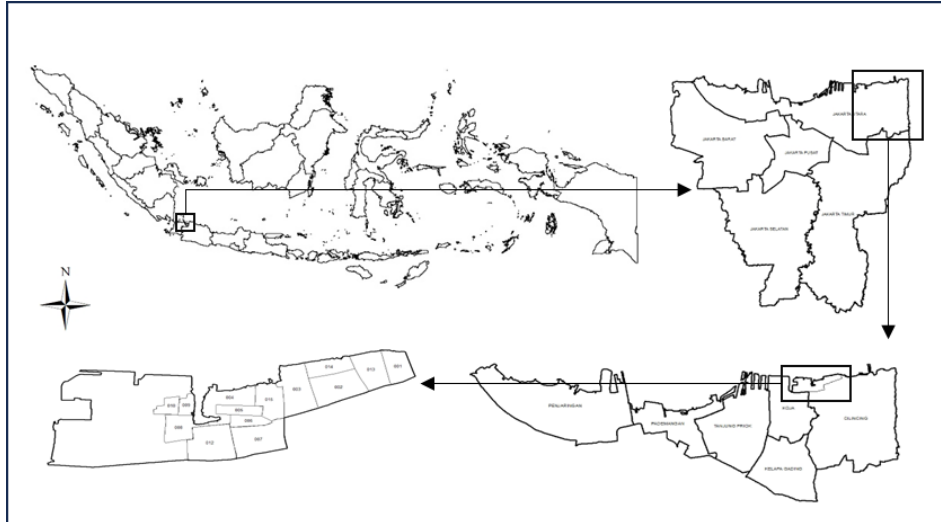 JAKARTA UTARA
JAKARTA BARAT
JAKARTA PUSAT
JAKARTA TIMUR
JAKARTA SELATAN
N
014
013
001
003
002
004
015
010
009
005
006
008
012
007
PENJARINGAN
PADEMANGAN
TANJUNG PRIOK
KOJA
CILINCING
KELAPA GADING